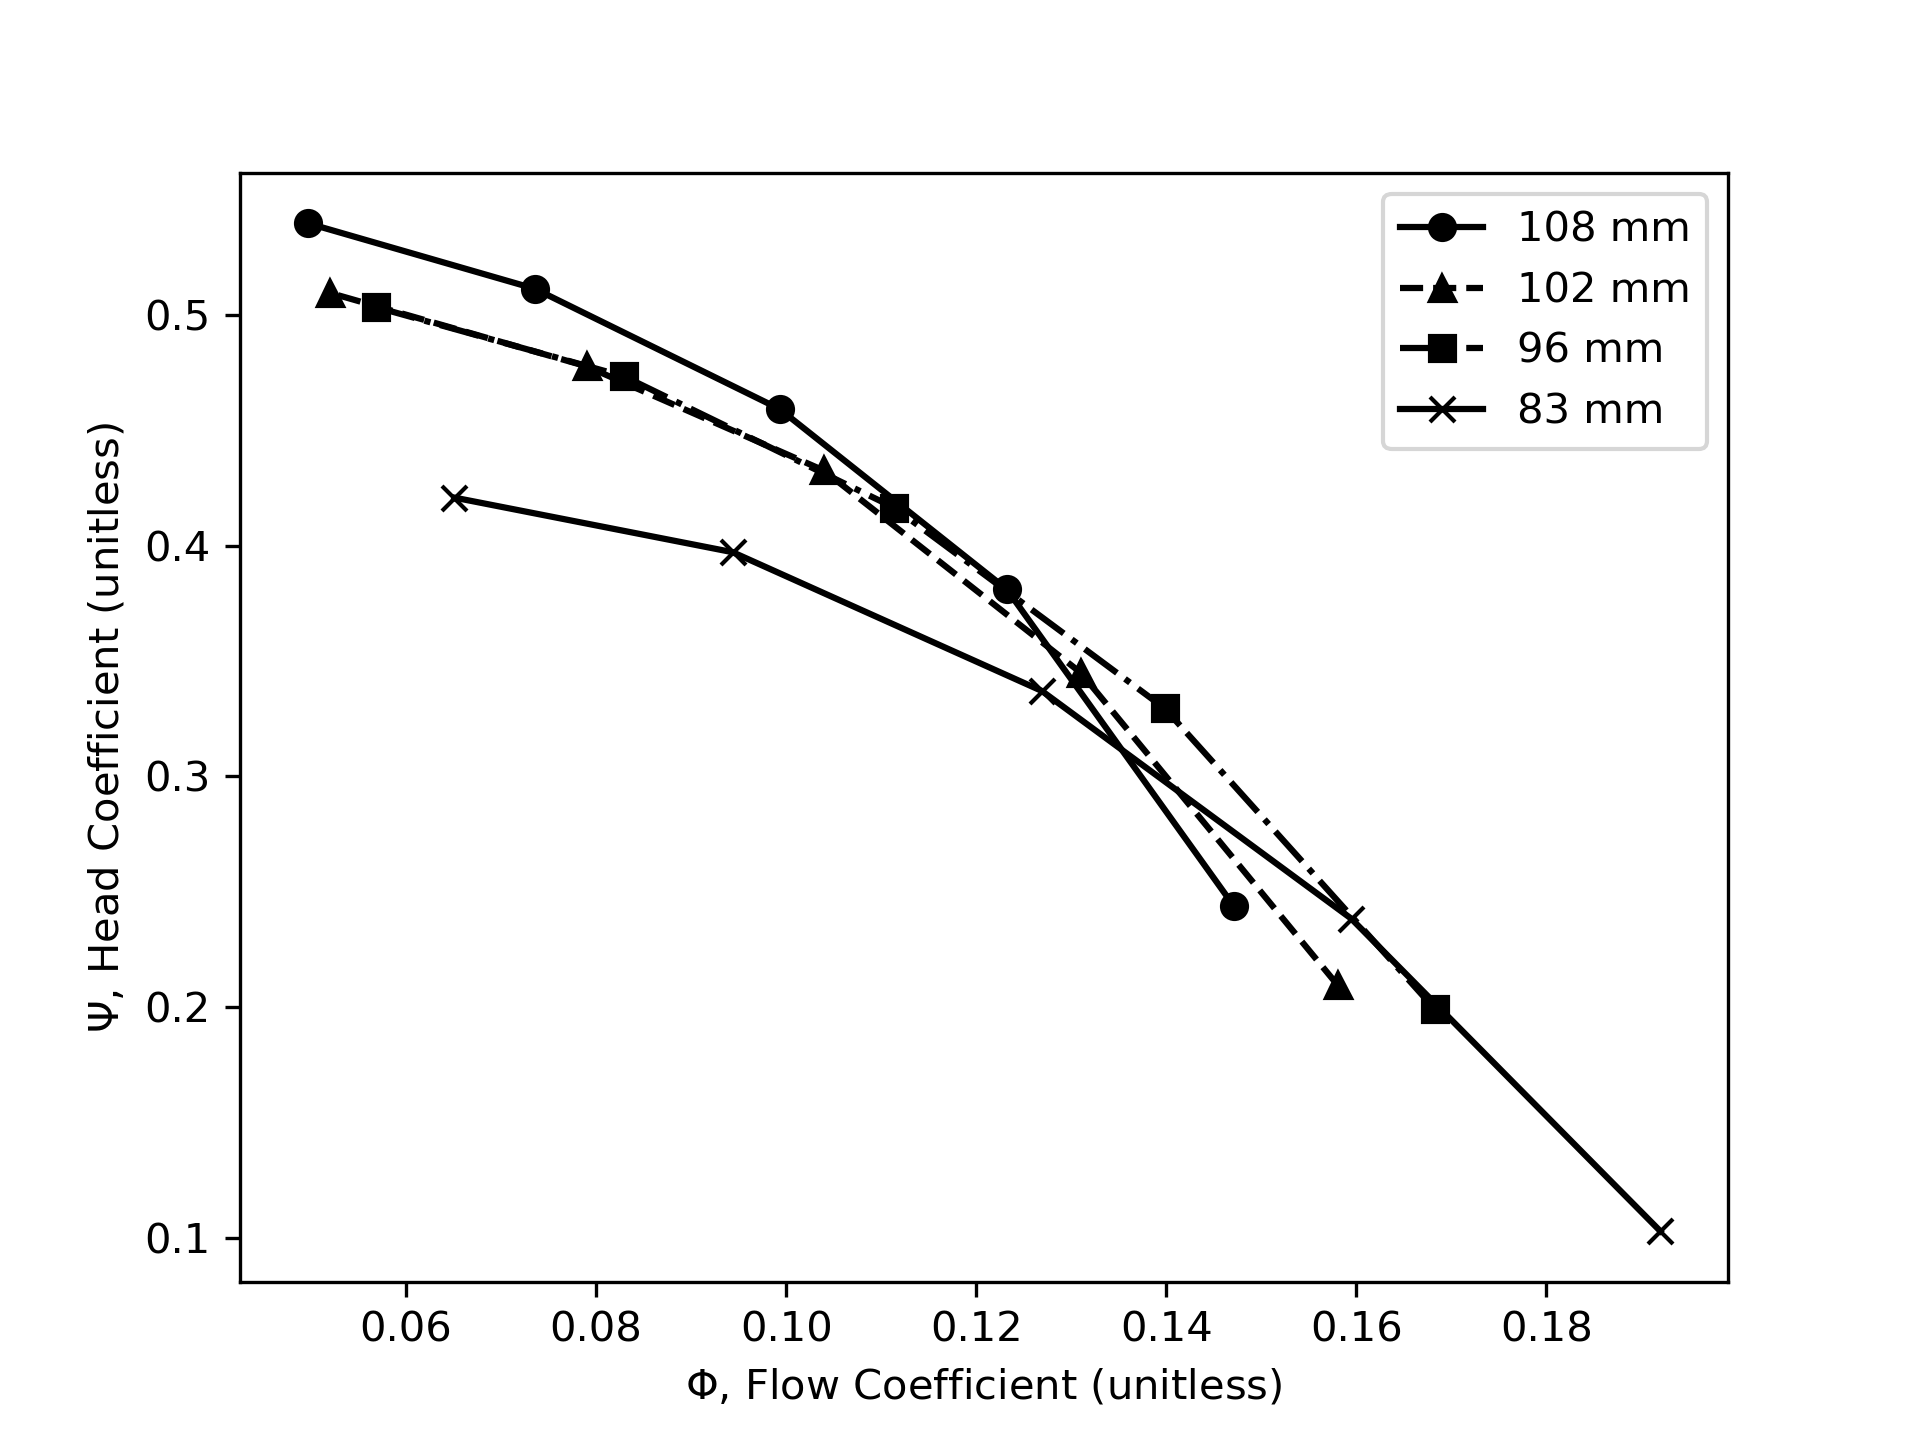 108 mm
102 mm
96 mm
83 mm
Ψ, Head Coefficient (unitless)
0.5
0.4
0.3
0.2
0.1
0.06 0.08 0.10 0.12 0.14 0.16 0.18
Φ, Flow Coefficient (unitless)